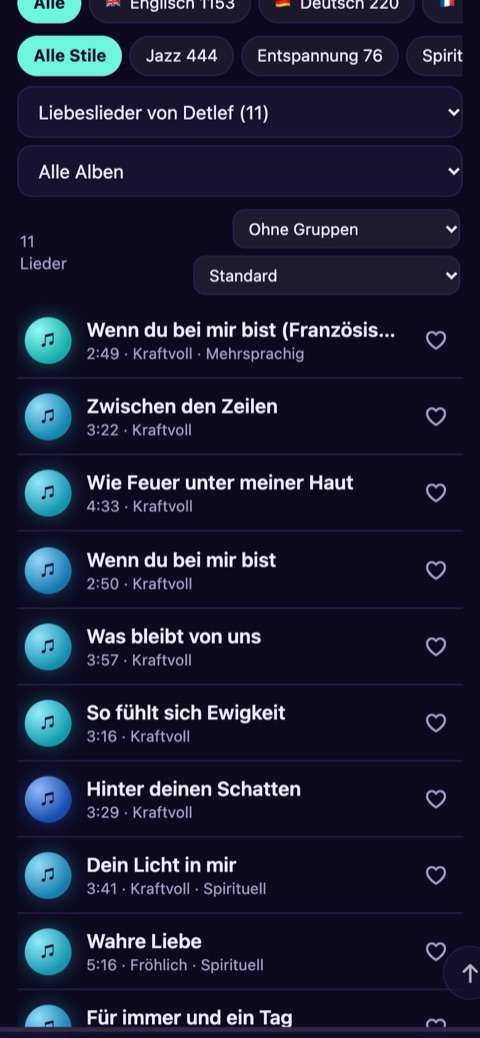 Alle
Englisch 1153
Deutsch 220
Alle Stile
Jazz 444
Entspannung 76
Spirit
Liebeslieder von Detlef (11)
Alle Alben
11
Lieder
Ohne Gruppen
Standard
Wenn du bei mir bist (Französis...
2:49 · Kraftvoll · Mehrsprachig
Zwischen den Zeilen
3:22 · Kraftvoll
Wie Feuer unter meiner Haut
4:33 · Kraftvoll
Wenn du bei mir bist
2:50 · Kraftvoll
Was bleibt von uns
3:57 · Kraftvoll
So fühlt sich Ewigkeit
3:16 · Kraftvoll
Hinter deinen Schatten
3:29 · Kraftvoll
Dein Licht in mir
3:41 · Kraftvoll · Spirituell
Wahre Liebe
5:16 · Fröhlich · Spirituell
Für immer und ein Tag